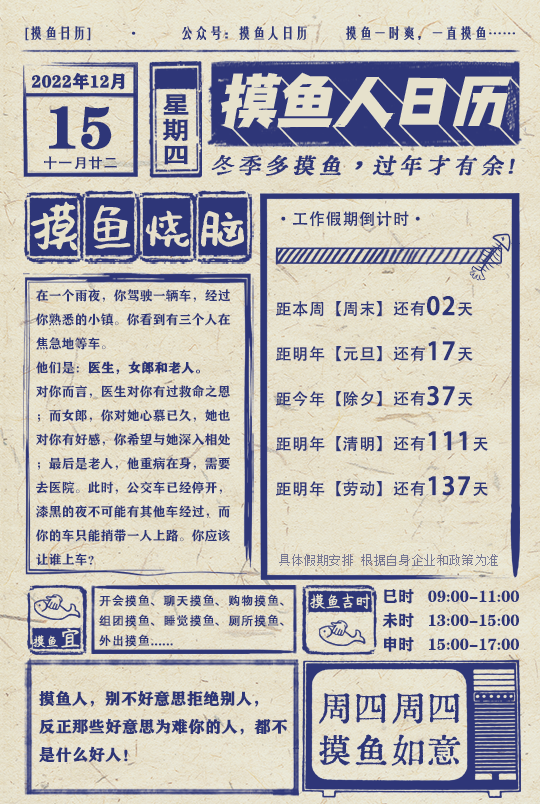 [摸鱼日历] · 公众号：摸鱼人日历 摸鱼一时爽，一直摸鱼……
2022年12月
15
十一月廿二
星期四
摸鱼人日历
冬季多摸鱼，过年才有余！
摸鱼烧脑
在一个雨夜，你驾驶一辆车，经过
你熟悉的小镇。你看到有三个人在
焦急地等车。
他们是：医生，女郎和老人。
对你而言，医生对你有过救命之恩
；而女郎，你对她心慕已久，她也
对你有好感，你希望与她深入相处
；最后是老人，他重病在身，需要
去医院。此时，公交车已经停开，
漆黑的夜不可能有其他车经过，而
你的车只能捎带一人上路。你应该
让谁上车？
·工作假期倒计时·
距本周【周末】还有02天
距明年【元旦】还有17天
距今年【除夕】还有37天
距明年【清明】还有111天
距明年【劳动】还有137天
具体假期安排 根据自身企业和政策为准
摸鱼宜
开会摸鱼、聊天摸鱼、购物摸鱼、
组团摸鱼、睡觉摸鱼、厕所摸鱼、
外出摸鱼……
摸鱼吉时
巳时 09:00-11:00
未时 13:00-15:00
申时 15:00-17:00
摸鱼人，别不好意思拒绝别人，
反正那些好意思为难你的人，都不
是什么好人！
周四周四
摸鱼如意